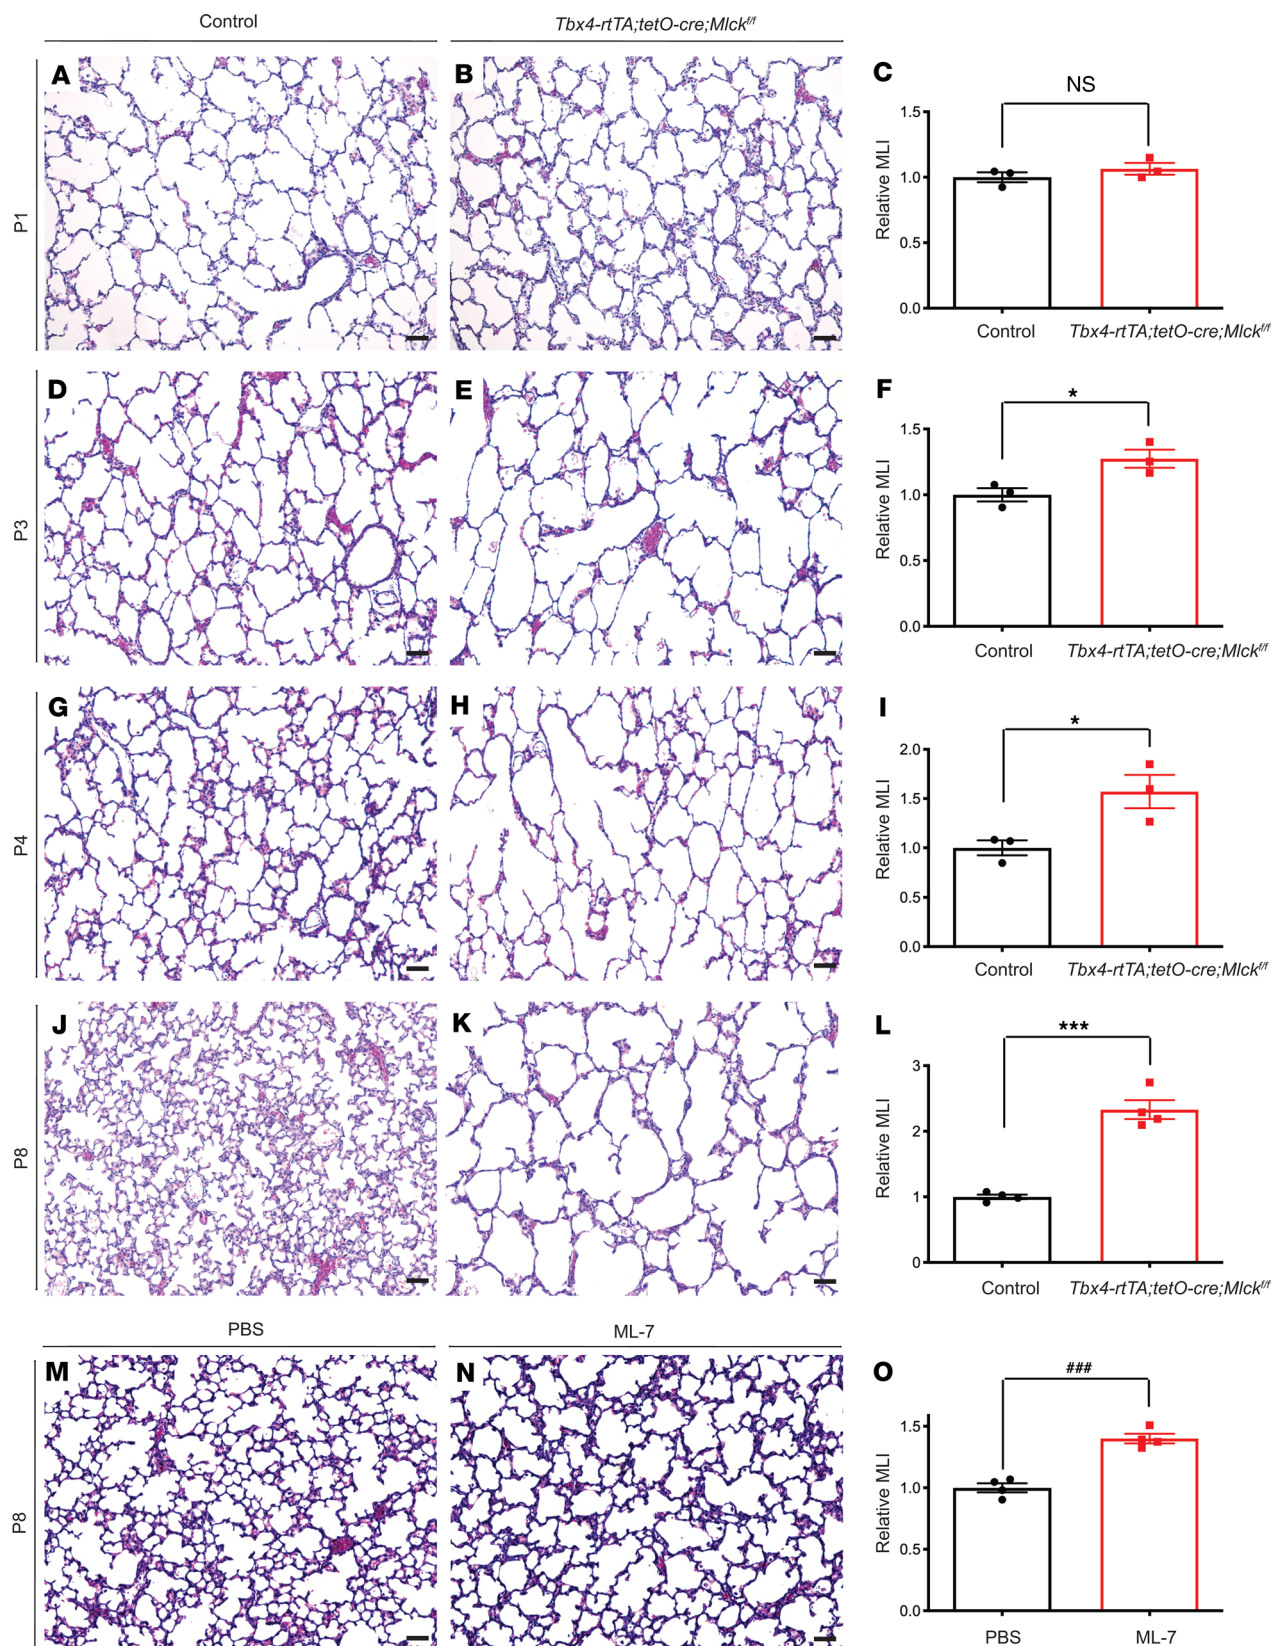 Control
Tbx4-rtTA;tetO-cre;Mlck^f/f
P1
A
B
C
NS
Relative MLI
1.5
1.0
0.5
0.0
Control
Tbx4-rtTA;tetO-cre;Mlck^f/f
P3
D
E
F
*
Relative MLI
1.5
1.0
0.5
0.0
Control
Tbx4-rtTA;tetO-cre;Mlck^f/f
P4
G
H
I
*
Relative MLI
2.0
1.5
1.0
0.5
0.0
Control
Tbx4-rtTA;tetO-cre;Mlck^f/f
P8
J
K
L
***
Relative MLI
3
2
1
0
Control
Tbx4-rtTA;tetO-cre;Mlck^f/f
PBS
ML-7
P8
M
N
O
###
Relative MLI
1.5
1.0
0.5
0.0
PBS
ML-7